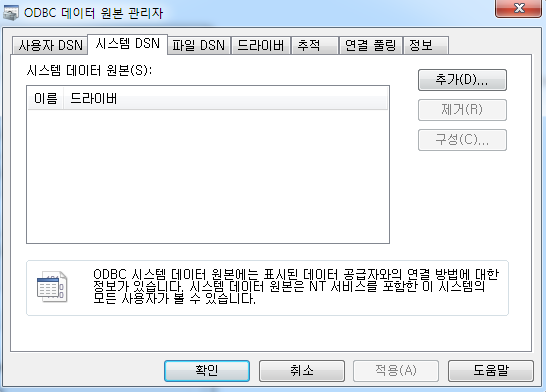 ODBC 데이터 원본 관리자
사용자 DSN 시스템 DSN 파일 DSN 드라이버 추적 연결 풀링 정보
시스템 데이터 원본(S):
이름 드라이버
추가(D)...
제거(R)
구성(C)...
ODBC 시스템 데이터 원본에는 표시된 데이터 공급자와의 연결 방법에 대한
정보가 있습니다. 시스템 데이터 원본은 NT 서비스를 포함한 이 시스템의
모든 사용자가 볼 수 있습니다.
확인 취소 적용(A) 도움말